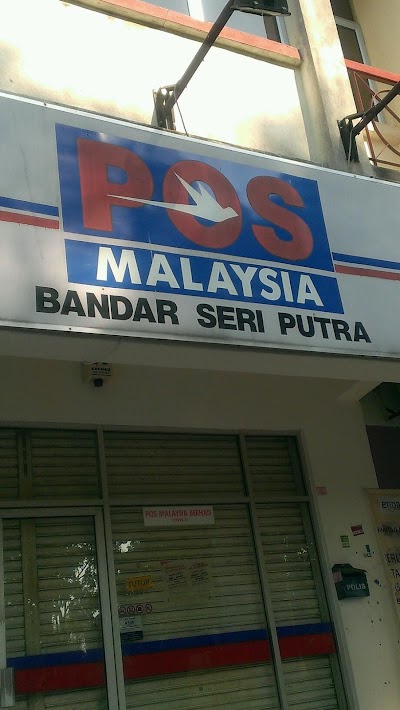 POS
MALAYSIA
BANDAR SERI PUTRA
POS MALAYSIA BERHAD
TUTUP
POLIS